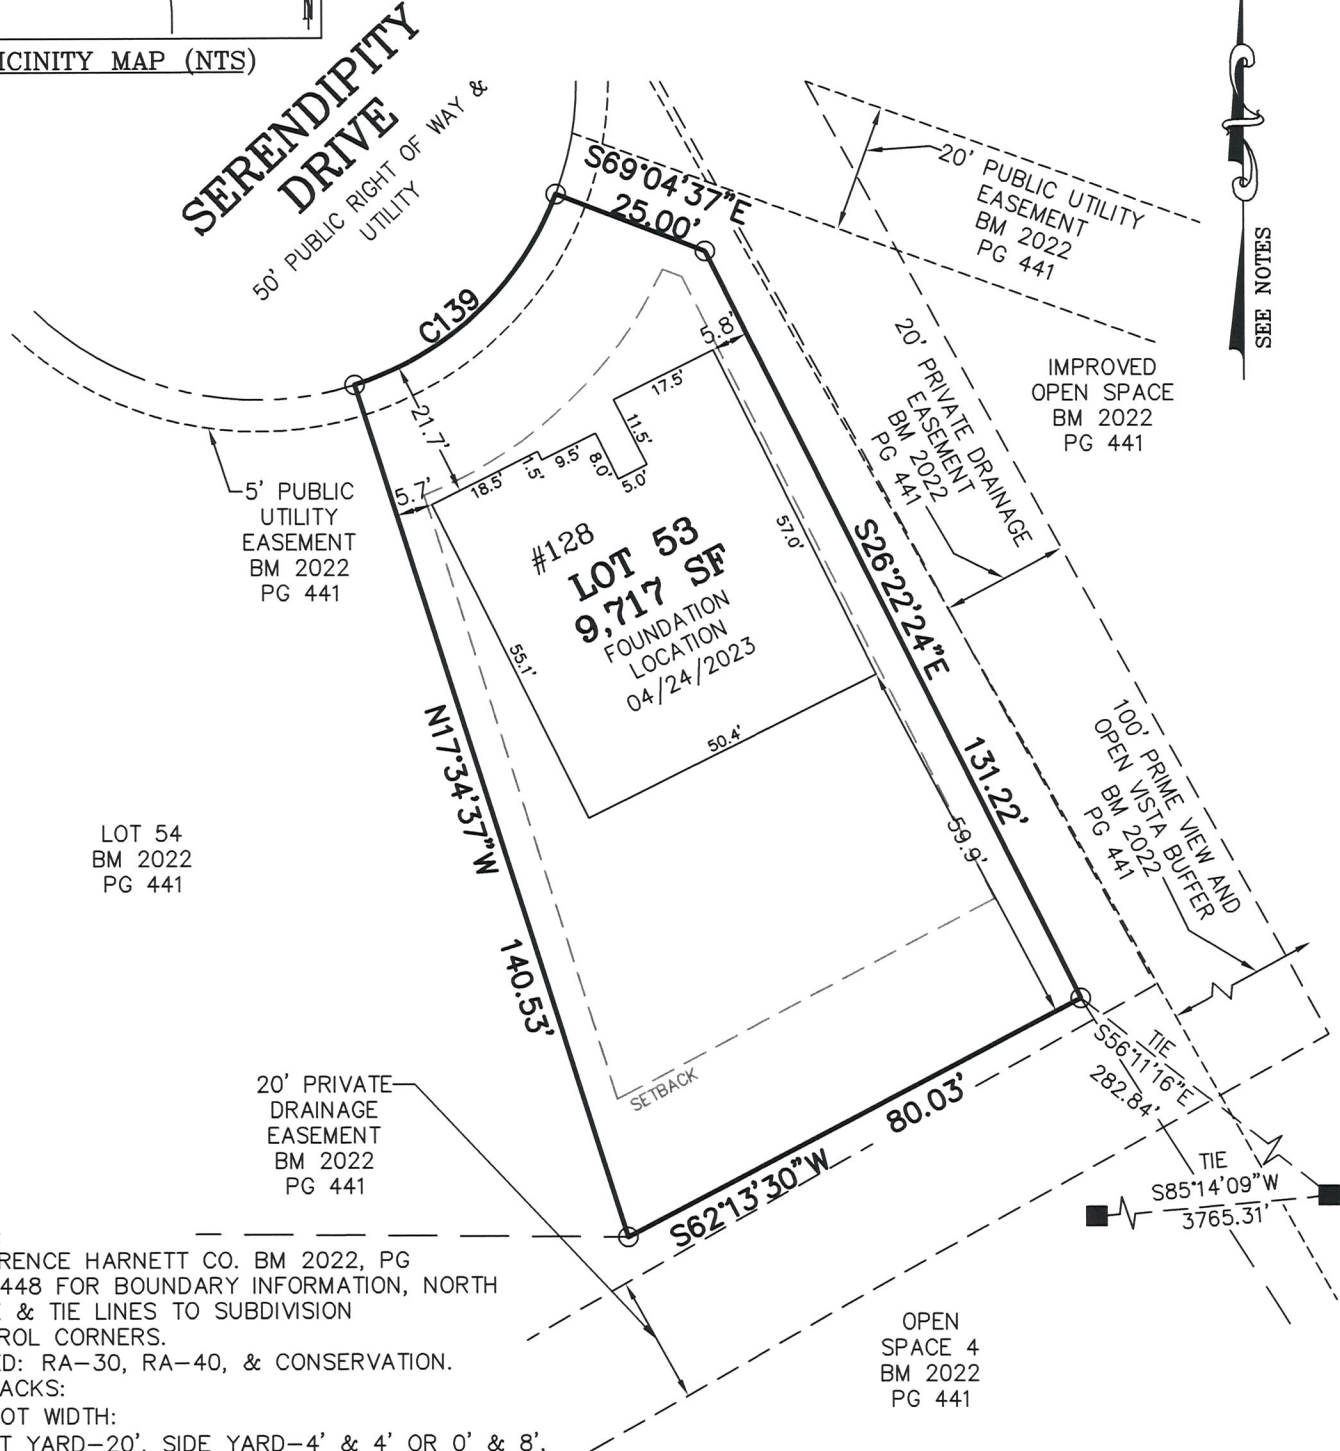 ICINITY MAP (NTS)
N
SERENDIPITY
DRIVE
50' PUBLIC RIGHT OF WAY &
UTILITY
SEE NOTES
S69°04'37"E
25.00'
20' PUBLIC UTILITY
EASEMENT
BM 2022
PG 441
C139
5.8'
20' PRIVATE DRAINAGE
EASEMENT
BM 2022
PG 441
IMPROVED
OPEN SPACE
BM 2022
PG 441
21.7'
17.5'
11.5'
9.5'
8.0'
1.5'
5.0'
18.5'
5.7'
5' PUBLIC
UTILITY
EASEMENT
BM 2022
PG 441
#128
LOT 53
9,717 SF
FOUNDATION
LOCATION
04/24/2023
57.0'
55.1'
50.4'
S26°22'24"E
131.22'
59.9'
N17°34'37"W
140.53'
100' PRIME VIEW AND
OPEN VISTA BUFFER
BM 2022
PG 441
LOT 54
BM 2022
PG 441
SETBACK
20' PRIVATE
DRAINAGE
EASEMENT
BM 2022
PG 441
S62°13'30"W
80.03'
TIE
S56°11'16"E
282.84'
TIE
S85°14'09"W
3765.31'
OPEN
SPACE 4
BM 2022
PG 441
RENCE HARNETT CO. BM 2022, PG
448 FOR BOUNDARY INFORMATION, NORTH
& TIE LINES TO SUBDIVISION
ROL CORNERS.
ED: RA-30, RA-40, & CONSERVATION.
ACKS:
OT WIDTH:
T YARD-20', SIDE YARD-4' & 4' OR 0' & 8',